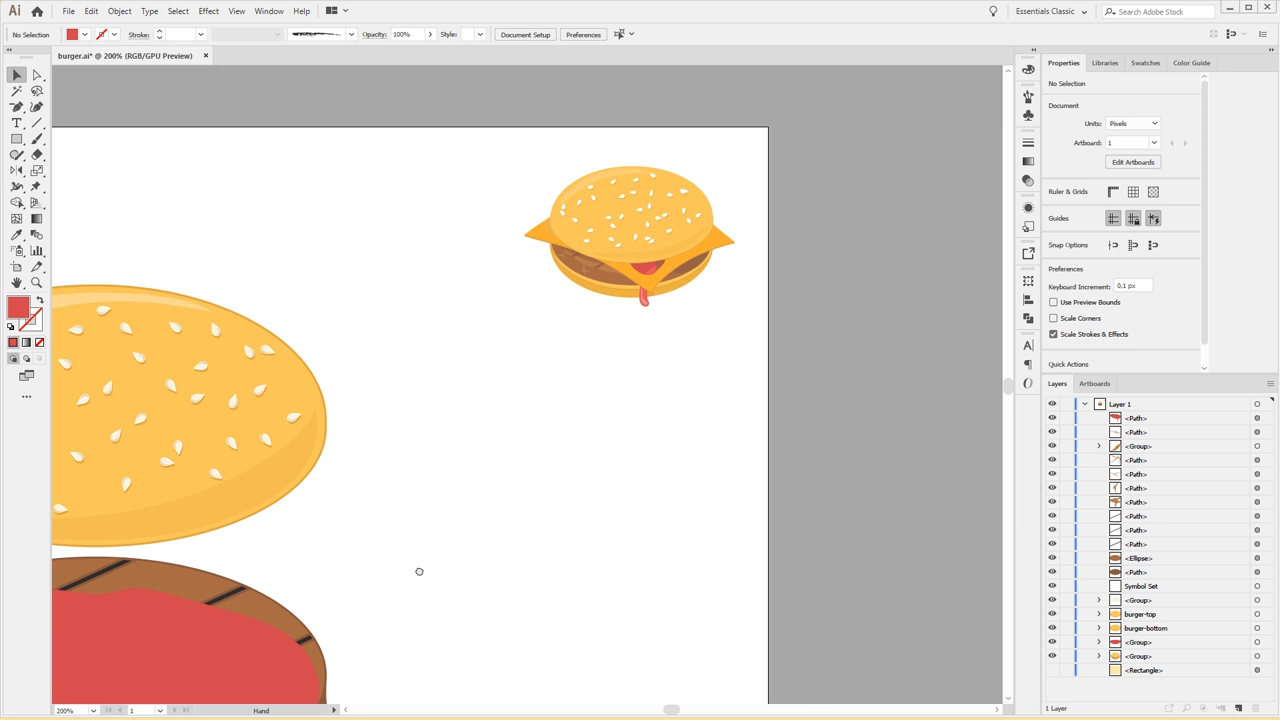 Ai File Edit Object Type Select Effect View Window Help Essentials Classic Search Adobe Stock
No Selection Stroke: Opacity: 100% Style: Document Setup Preferences
burger.ai* @ 200% (RGB/GPU Preview) ×
Properties Libraries Swatches Color Guide
No Selection
Document
Units: Pixels
Artboard: 1
Edit Artboards
Ruler & Grids
Guides
Snap Options
Preferences
Keyboard Increment: 0,1 px
Use Preview Bounds
Scale Corners
Scale Strokes & Effects
Quick Actions
Layers Artboards
Layer 1
<Path>
<Path>
<Group>
<Path>
<Path>
<Path>
<Path>
<Path>
<Path>
<Path>
<Ellipse>
<Path>
Symbol Set
<Group>
burger-top
burger-bottom
<Group>
<Group>
<Rectangle>
1 Layer
200% 1 Hand